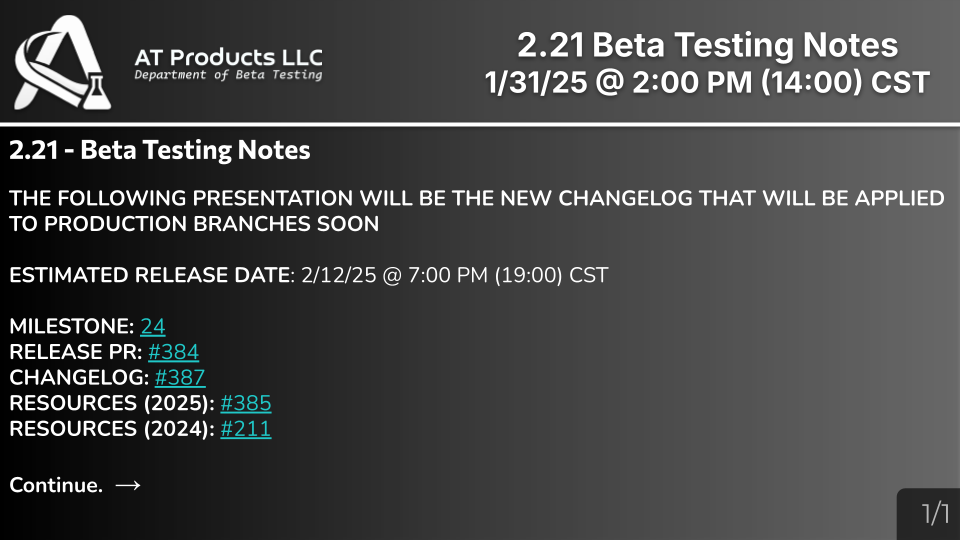 AT Products LLC
Department of Beta Testing
2.21 Beta Testing Notes
1/31/25 @ 2:00 PM (14:00) CST
2.21 - Beta Testing Notes
THE FOLLOWING PRESENTATION WILL BE THE NEW CHANGELOG THAT WILL BE APPLIED
TO PRODUCTION BRANCHES SOON
ESTIMATED RELEASE DATE: 2/12/25 @ 7:00 PM (19:00) CST
MILESTONE: 24
RELEASE PR: #384
CHANGELOG: #387
RESOURCES (2025): #385
RESOURCES (2024): #211
Continue. →
1/1